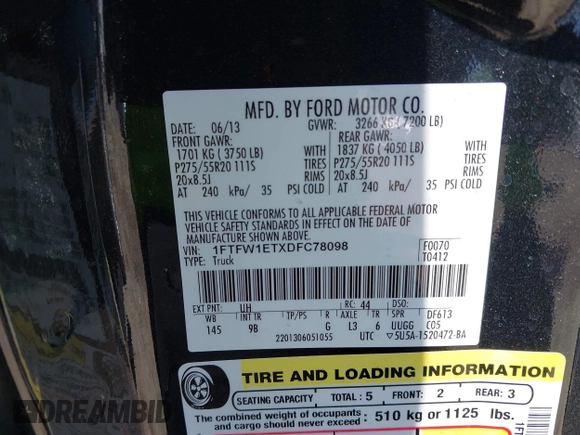 MFD. BY FORD MOTOR CO.
DATE: 06/13 GVWR: 3266 KG ( 7200 LB)
FRONT GAWR: REAR GAWR:
1701 KG ( 3750 LB) WITH 1837 KG ( 4050 LB) WITH
P275/55R20 111S TIRES P275/55R20 111S TIRES
20x8.5J RIMS 20x8.5J RIMS
AT 240 kPa/ 35 PSI COLD AT 240 kPa/ 35 PSI COLD
THIS VEHICLE CONFORMS TO ALL APPLICABLE FEDERAL MOTOR
VEHICLE SAFETY STANDARDS IN EFFECT ON THE DATE OF
MANUFACTURE SHOWN ABOVE.
VIN: 1FTFW1ETXDFC78098 F0070
TYPE: Truck T0412
EXT PNT: UH RC: 44 DSO:
WB INT TR TP/PS R AXLE TR SPR DF613
145 9B G L3 6 UUGG C05
2201306051055 UTC ▽5U5A-1520472-BA
TIRE AND LOADING INFORMATION
SEATING CAPACITY TOTAL : 5 FRONT: 2 REAR: 3
The combined weight of occupants and cargo should never exceed : 510 kg or 1125 lbs.
DREAMBID